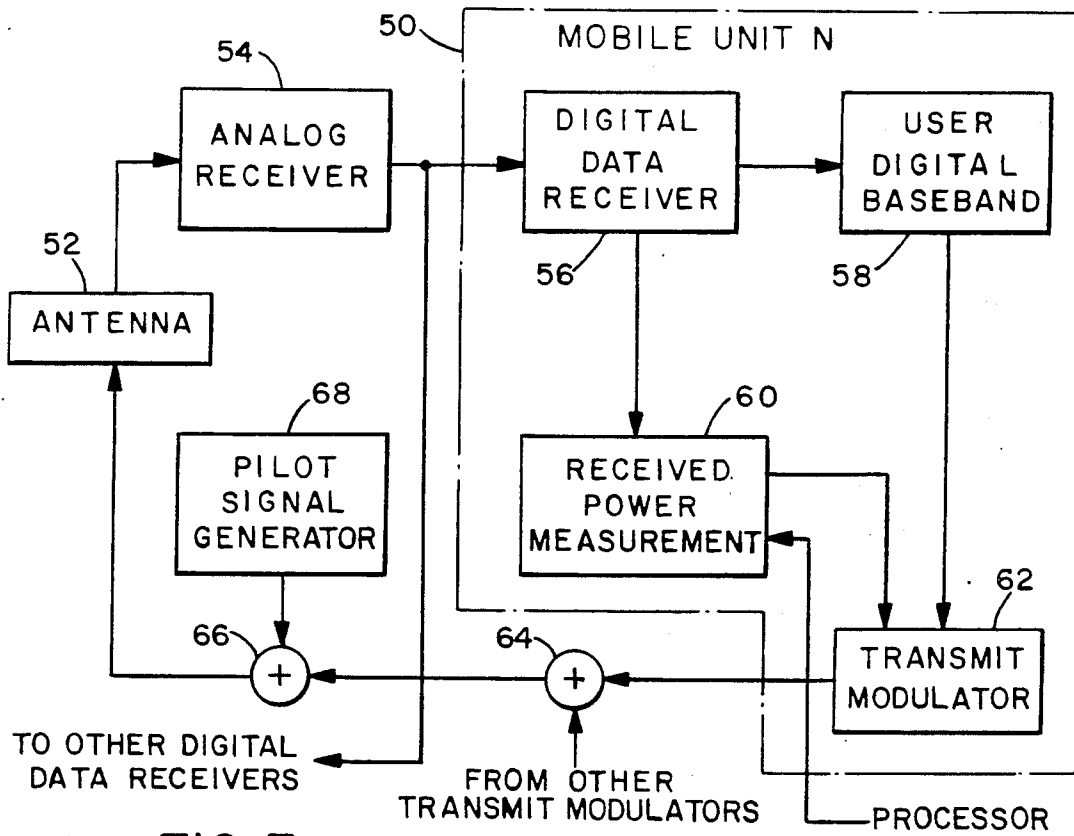 50
MOBILE UNIT N
54
ANALOG
RECEIVER
DIGITAL
DATA
RECEIVER
56
USER
DIGITAL
BASEBAND
58
52
ANTENNA
68
PILOT
SIGNAL
GENERATOR
60
RECEIVED
POWER
MEASUREMENT
62
TRANSMIT
MODULATOR
66
+
64
+
TO OTHER DIGITAL
DATA RECEIVERS
FROM OTHER
TRANSMIT MODULATORS
PROCESSOR